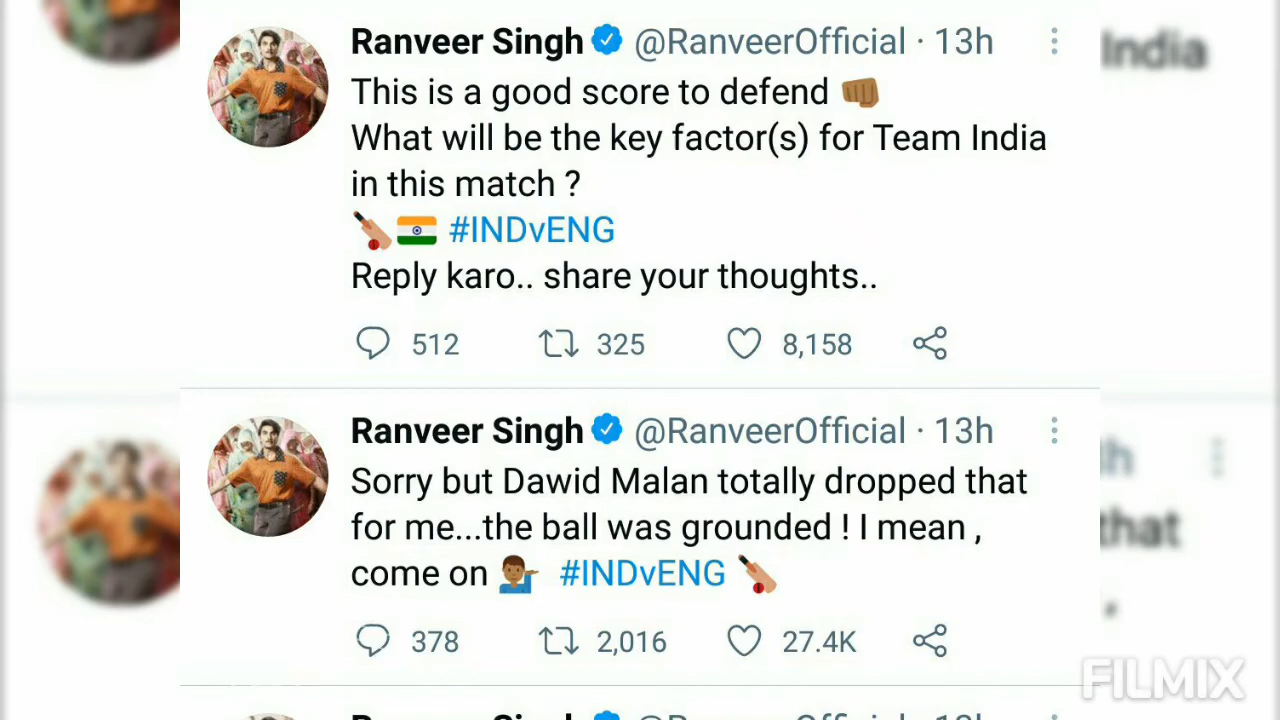 Ranveer Singh @RanveerOfficial · 13h
This is a good score to defend 👊🏾
What will be the key factor(s) for Team India
in this match ?
🏏🇮🇳 #INDvENG
Reply karo.. share your thoughts..
512 325 8,158
Ranveer Singh @RanveerOfficial · 13h
Sorry but Dawid Malan totally dropped that
for me...the ball was grounded ! I mean ,
come on 💁🏾‍♂️ #INDvENG 🏏
378 2,016 27.4K
India
that
FILMIX